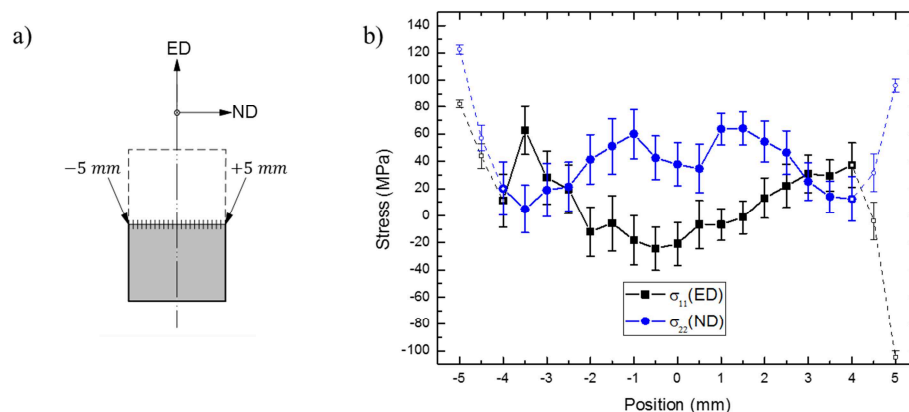 a)
ED
ND
−5 mm
+5 mm
b)
Stress (MPa)
140
120
100
80
60
40
20
0
-20
-40
-60
-80
-100
σ11(ED)
σ22(ND)
-5 -4 -3 -2 -1 0 1 2 3 4 5
Position (mm)